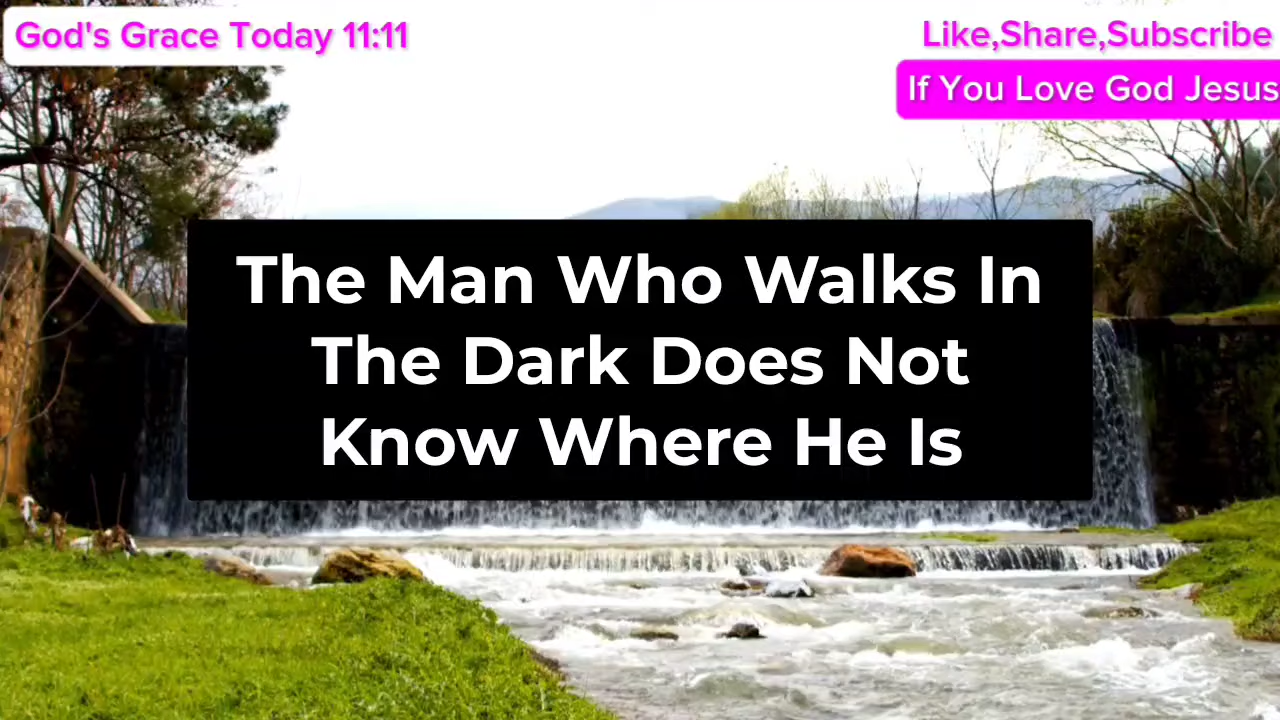 God's Grace Today 11:11
Like,Share,Subscribe
If You Love God Jesus
The Man Who Walks In
The Dark Does Not
Know Where He Is